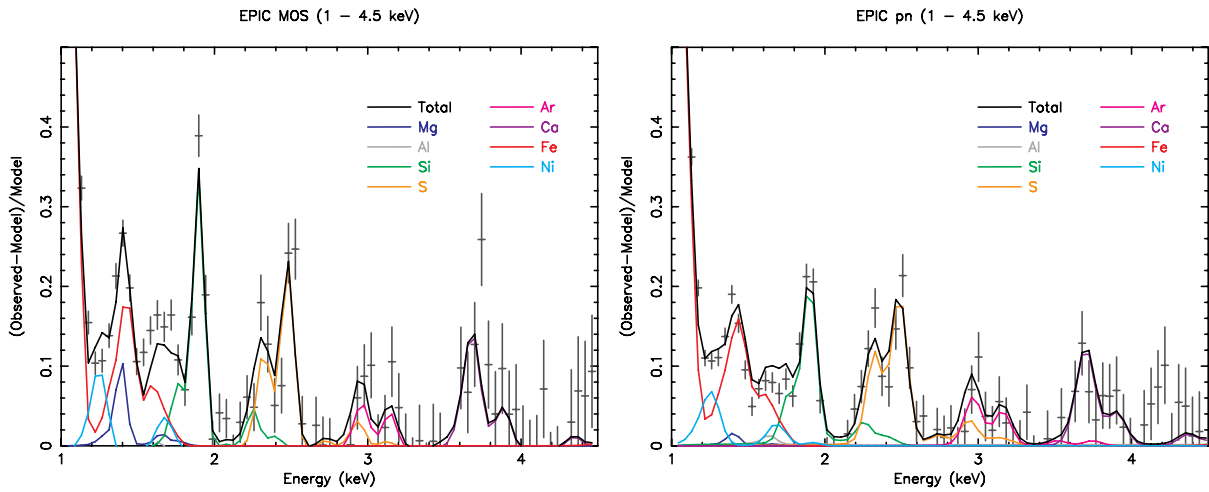 EPIC MOS (1 − 4.5 keV)
(Observed−Model)/Model
0.4
0.3
0.2
0.1
0
Total
Mg
Al
Si
S
Ar
Ca
Fe
Ni
1 2 3 4
Energy (keV)
EPIC pn (1 − 4.5 keV)
(Observed−Model)/Model
0.4
0.3
0.2
0.1
0
Total
Mg
Al
Si
S
Ar
Ca
Fe
Ni
1 2 3 4
Energy (keV)